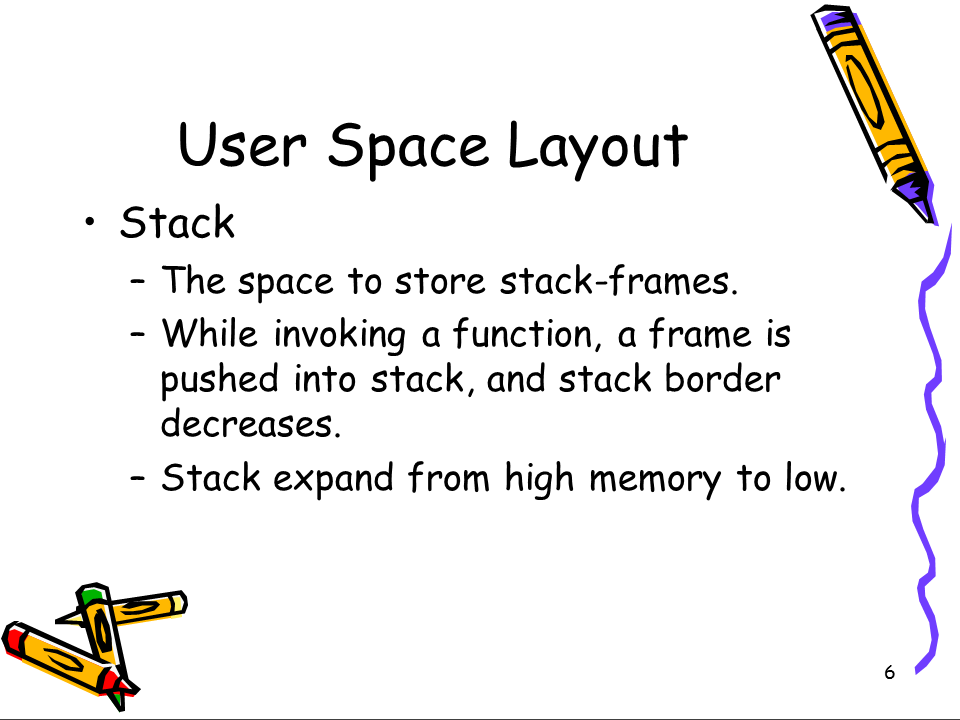 User Space Layout
• Stack
– The space to store stack-frames.
– While invoking a function, a frame is
pushed into stack, and stack border
decreases.
– Stack expand from high memory to low.
6